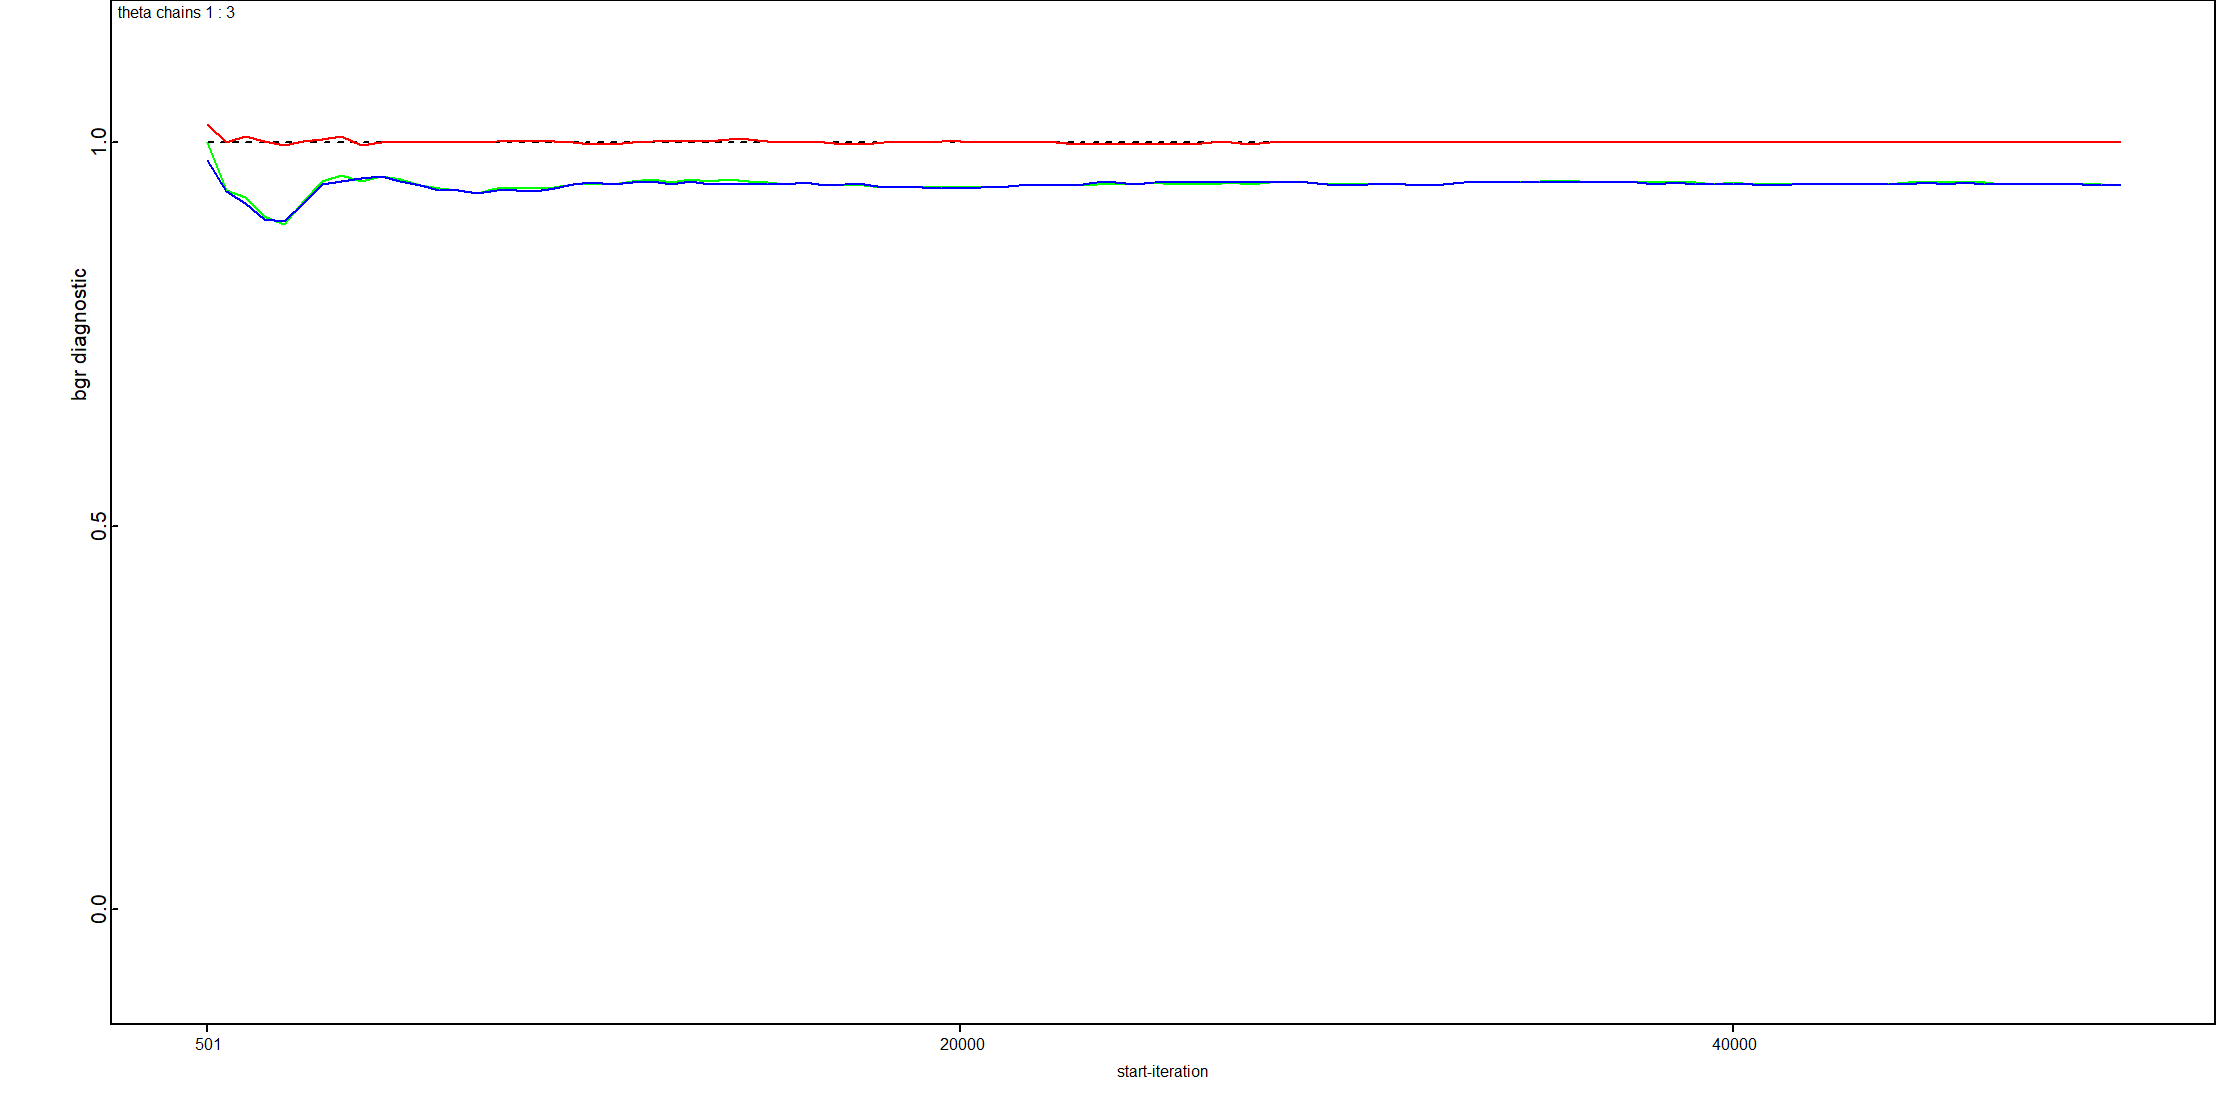 theta chains 1 : 3
1.0
0.5
0.0
bgr diagnostic
501
20000
40000
start-iteration